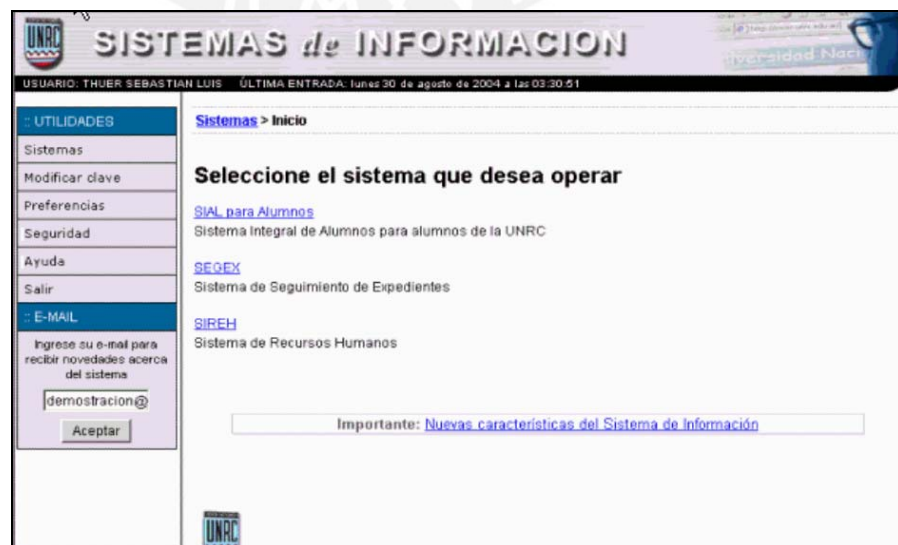 UNRC
SISTEMAS de INFORMACION
USUARIO: THUER SEBASTIAN LUIS ÚLTIMA ENTRADA: lunes 30 de agosto de 2004 a las 03:30:51
:: UTILIDADES
Sistemas
Modificar clave
Preferencias
Seguridad
Ayuda
Salir
:: E-MAIL
Ingrese su e-mail para
recibir novedades acerca
del sistema
demostracion@
Aceptar
Sistemas > Inicio
Seleccione el sistema que desea operar
SIAL para Alumnos
Sistema Integral de Alumnos para alumnos de la UNRC
SEGEX
Sistema de Seguimiento de Expedientes
SIREH
Sistema de Recursos Humanos
Importante: Nuevas características del Sistema de Información
UNRC